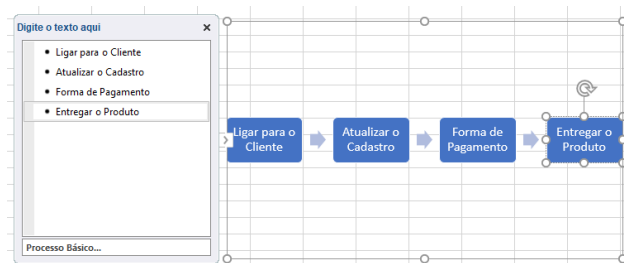 Digite o texto aqui
Ligar para o Cliente
Atualizar o Cadastro
Forma de Pagamento
Entregar o Produto
Processo Básico...
Ligar para o
Cliente
Atualizar o
Cadastro
Forma de
Pagamento
Entregar o
Produto